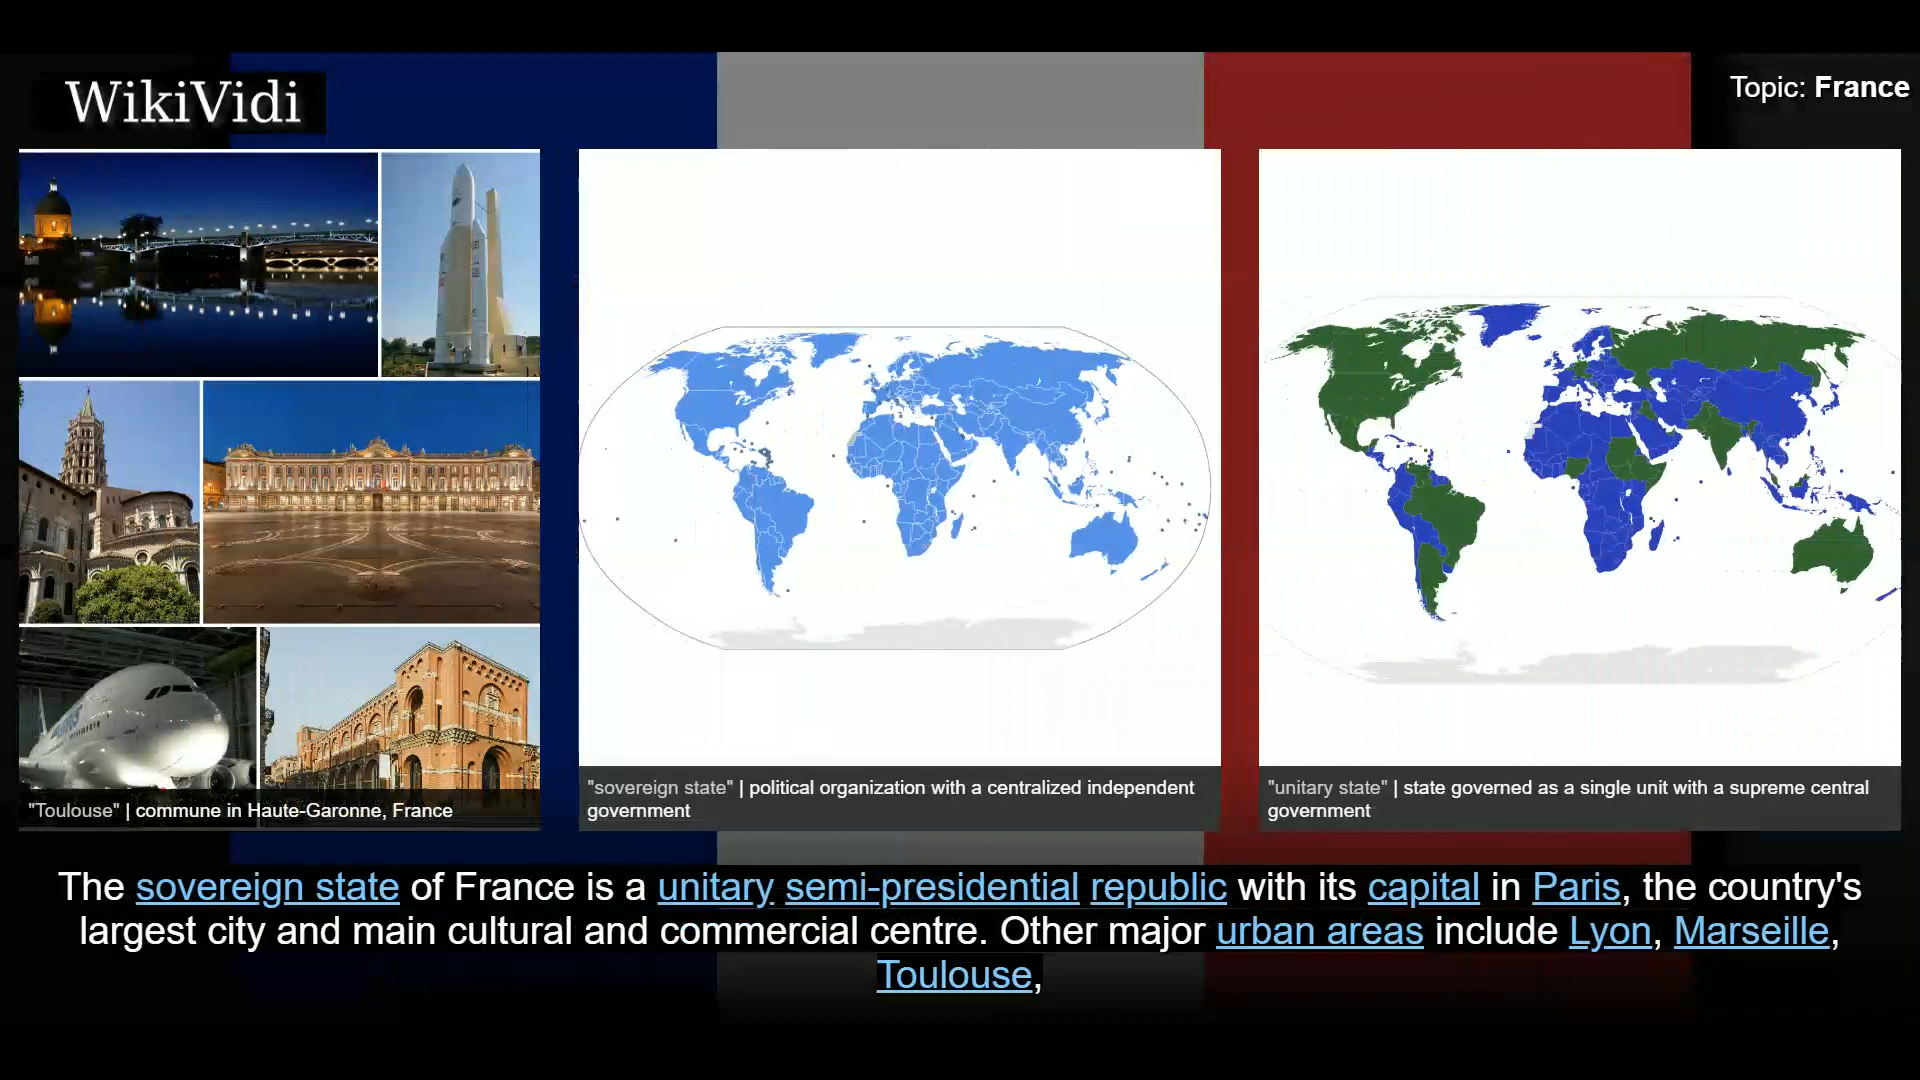 WikiVidi
Topic: France
"Toulouse" | commune in Haute-Garonne, France
"sovereign state" | political organization with a centralized independent
government
"unitary state" | state governed as a single unit with a supreme central
government
The sovereign state of France is a unitary semi-presidential republic with its capital in Paris, the country's
largest city and main cultural and commercial centre. Other major urban areas include Lyon, Marseille,
Toulouse,